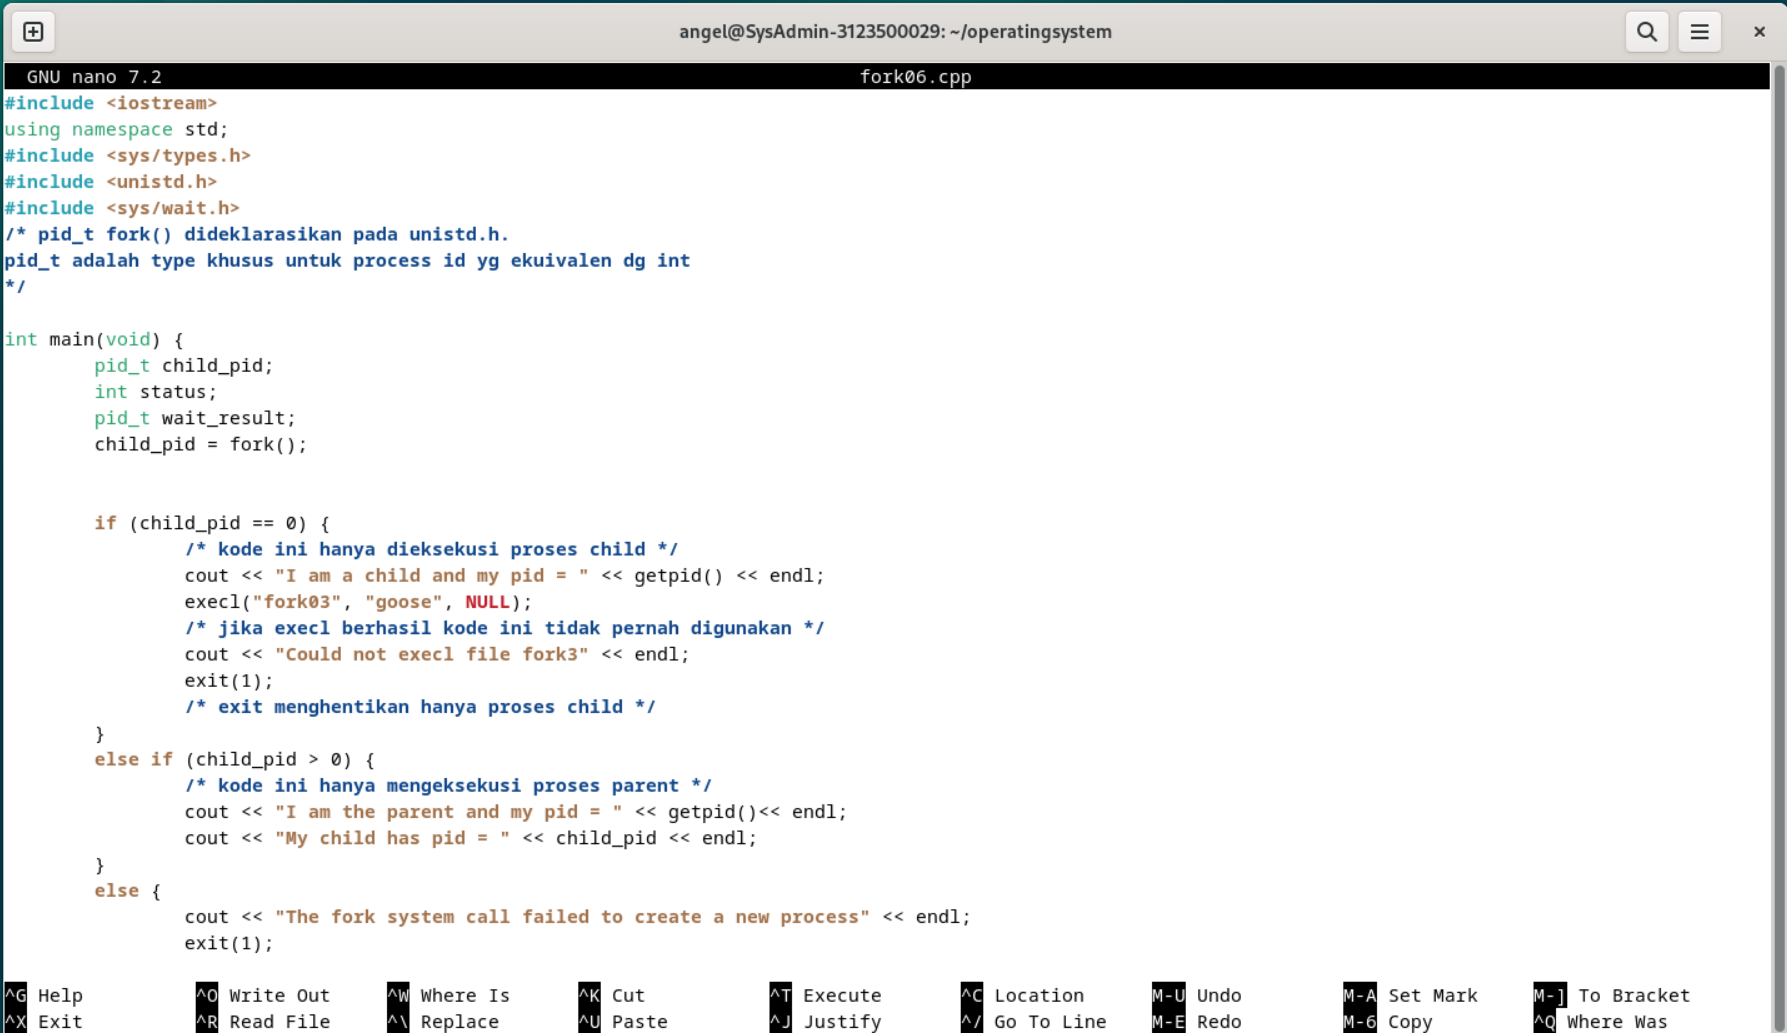 angel@SysAdmin-3123500029: ~/operatingsystem
GNU nano 7.2 fork06.cpp
#include <iostream>
using namespace std;
#include <sys/types.h>
#include <unistd.h>
#include <sys/wait.h>
/* pid_t fork() dideklarasikan pada unistd.h.
pid_t adalah type khusus untuk process id yg ekuivalen dg int
*/
int main(void) {
        pid_t child_pid;
        int status;
        pid_t wait_result;
        child_pid = fork();
        if (child_pid == 0) {
                /* kode ini hanya dieksekusi proses child */
                cout << "I am a child and my pid = " << getpid() << endl;
                execl("fork03", "goose", NULL);
                /* jika execl berhasil kode ini tidak pernah digunakan */
                cout << "Could not execl file fork3" << endl;
                exit(1);
                /* exit menghentikan hanya proses child */
        }
        else if (child_pid > 0) {
                /* kode ini hanya mengeksekusi proses parent */
                cout << "I am the parent and my pid = " << getpid()<< endl;
                cout << "My child has pid = " << child_pid << endl;
        }
        else {
                cout << "The fork system call failed to create a new process" << endl;
                exit(1);
^G Help ^O Write Out ^W Where Is ^K Cut ^T Execute ^C Location M-U Undo M-A Set Mark M-] To Bracket
^X Exit ^R Read File ^\ Replace ^U Paste ^J Justify ^/ Go To Line M-E Redo M-6 Copy ^Q Where Was